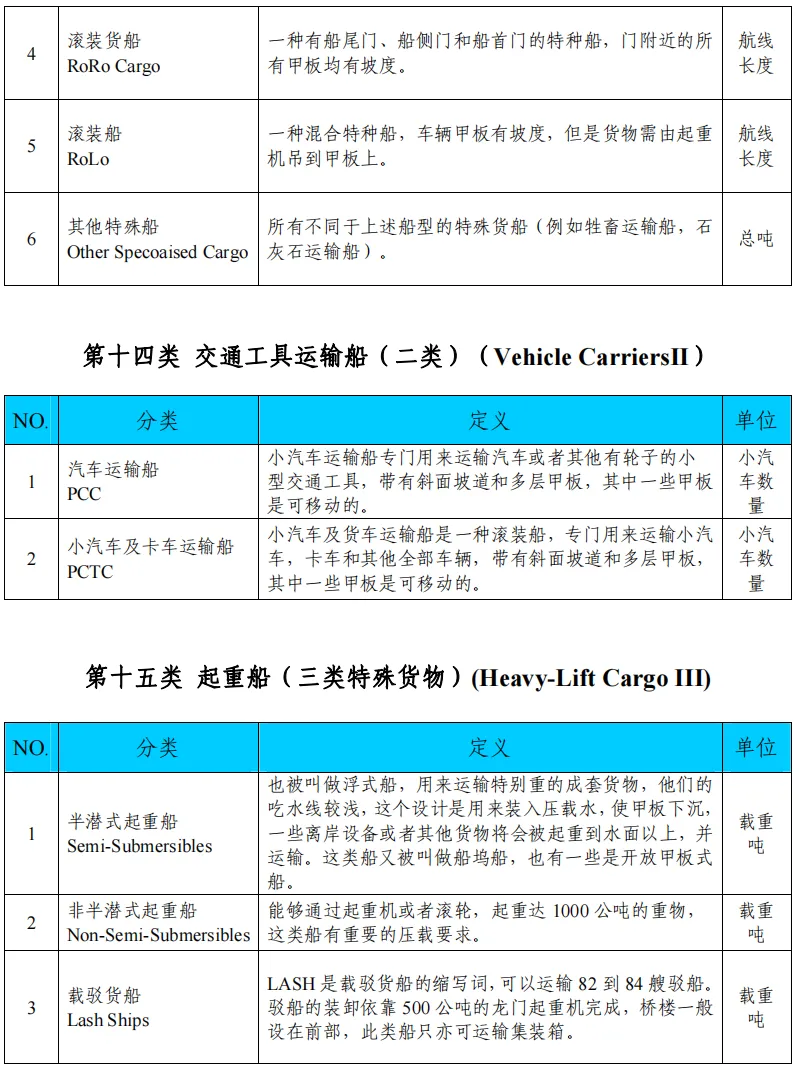 4
滚装货船
RoRo Cargo
一种有船尾门、船侧门和船首门的特种船，门附近的所
有甲板均有坡度。
航线
长度
5
滚装船
RoLo
一种混合特种船，车辆甲板有坡度，但是货物需由起重
机吊到甲板上。
航线
长度
6
其他特殊船
Other Specoaised Cargo
所有不同于上述船型的特殊货船（例如牲畜运输船，石
灰石运输船）。
总吨
第十四类 交通工具运输船（二类）（Vehicle CarriersII）
NO.
分类
定义
单位
1
汽车运输船
PCC
小汽车运输船专门用来运输汽车或者其他有轮子的小
型交通工具，带有斜面坡道和多层甲板，其中一些甲板
是可移动的。
小汽
车数
量
2
小汽车及卡车运输船
PCTC
小汽车及货车运输船是一种滚装船，专门用来运输小汽
车，卡车和其他全部车辆，带有斜面坡道和多层甲板，
其中一些甲板是可移动的。
小汽
车数
量
第十五类 起重船（三类特殊货物）(Heavy-Lift Cargo III)
NO.
分类
定义
单位
1
半潜式起重船
Semi-Submersibles
也被叫做浮式船，用来运输特别重的成套货物，他们的
吃水线较浅，这个设计是用来装入压载水，使甲板下沉，
一些离岸设备或者其他货物将会被起重到水面以上，并
运输。这类船又被叫做船坞船，也有一些是开放甲板式
船。
载重
吨
2
非半潜式起重船
Non-Semi-Submersibles
能够通过起重机或者滚轮，起重达 1000 公吨的重物，
这类船有重要的压载要求。
载重
吨
3
载驳货船
Lash Ships
LASH 是载驳货船的缩写词，可以运输 82 到 84 艘驳船。
驳船的装卸依靠 500 公吨的龙门起重机完成，桥楼一般
设在前部，此类船只亦可运输集装箱。
载重
吨